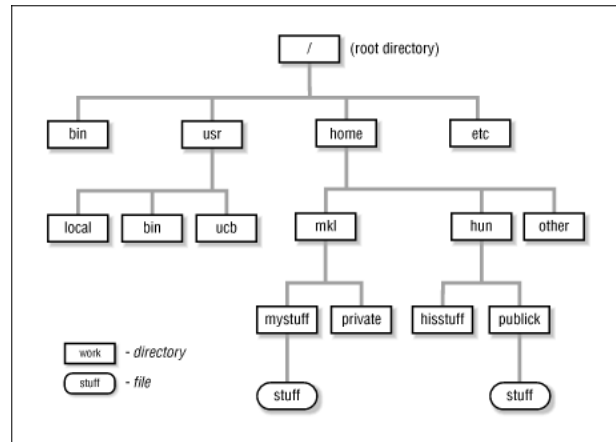 / (root directory)
bin usr home etc
local bin ucb mkl hun other
mystuff private hisstuff publick
work - directory
stuff - file
stuff stuff